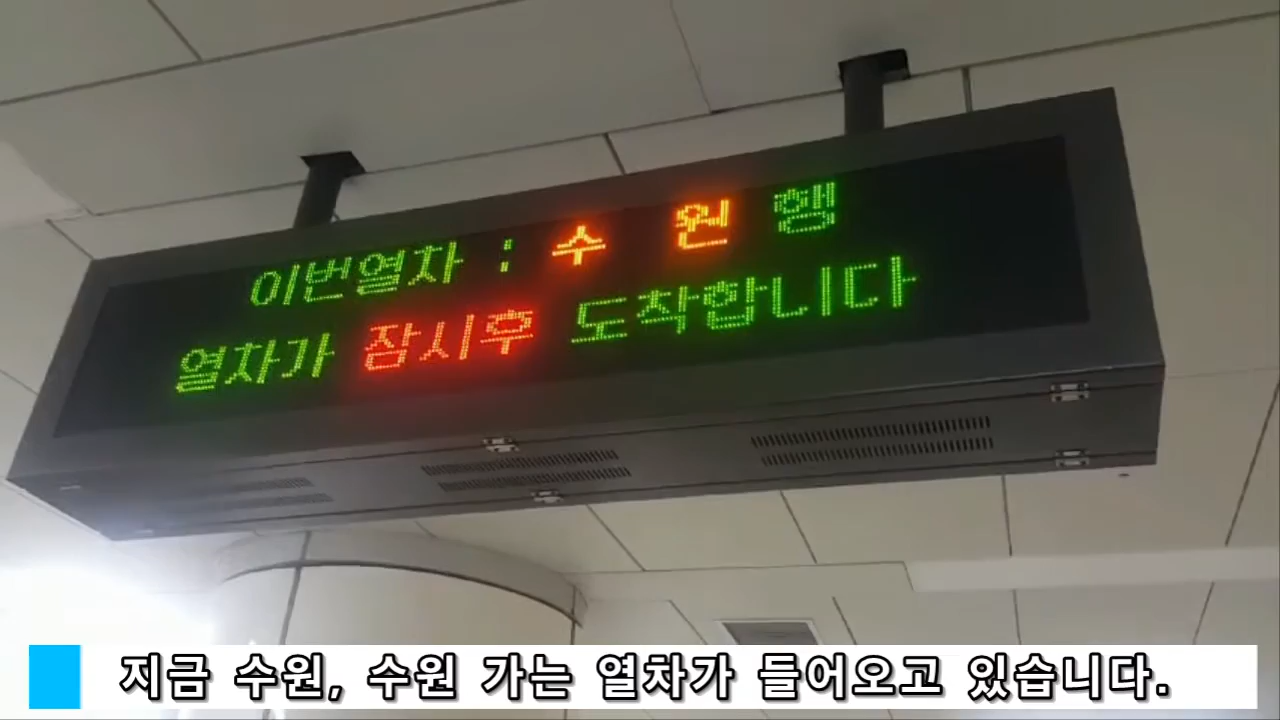 이번열차 : 수 원 행
열차가 잠시후 도착합니다
지금 수원, 수원 가는 열차가 들어오고 있습니다.